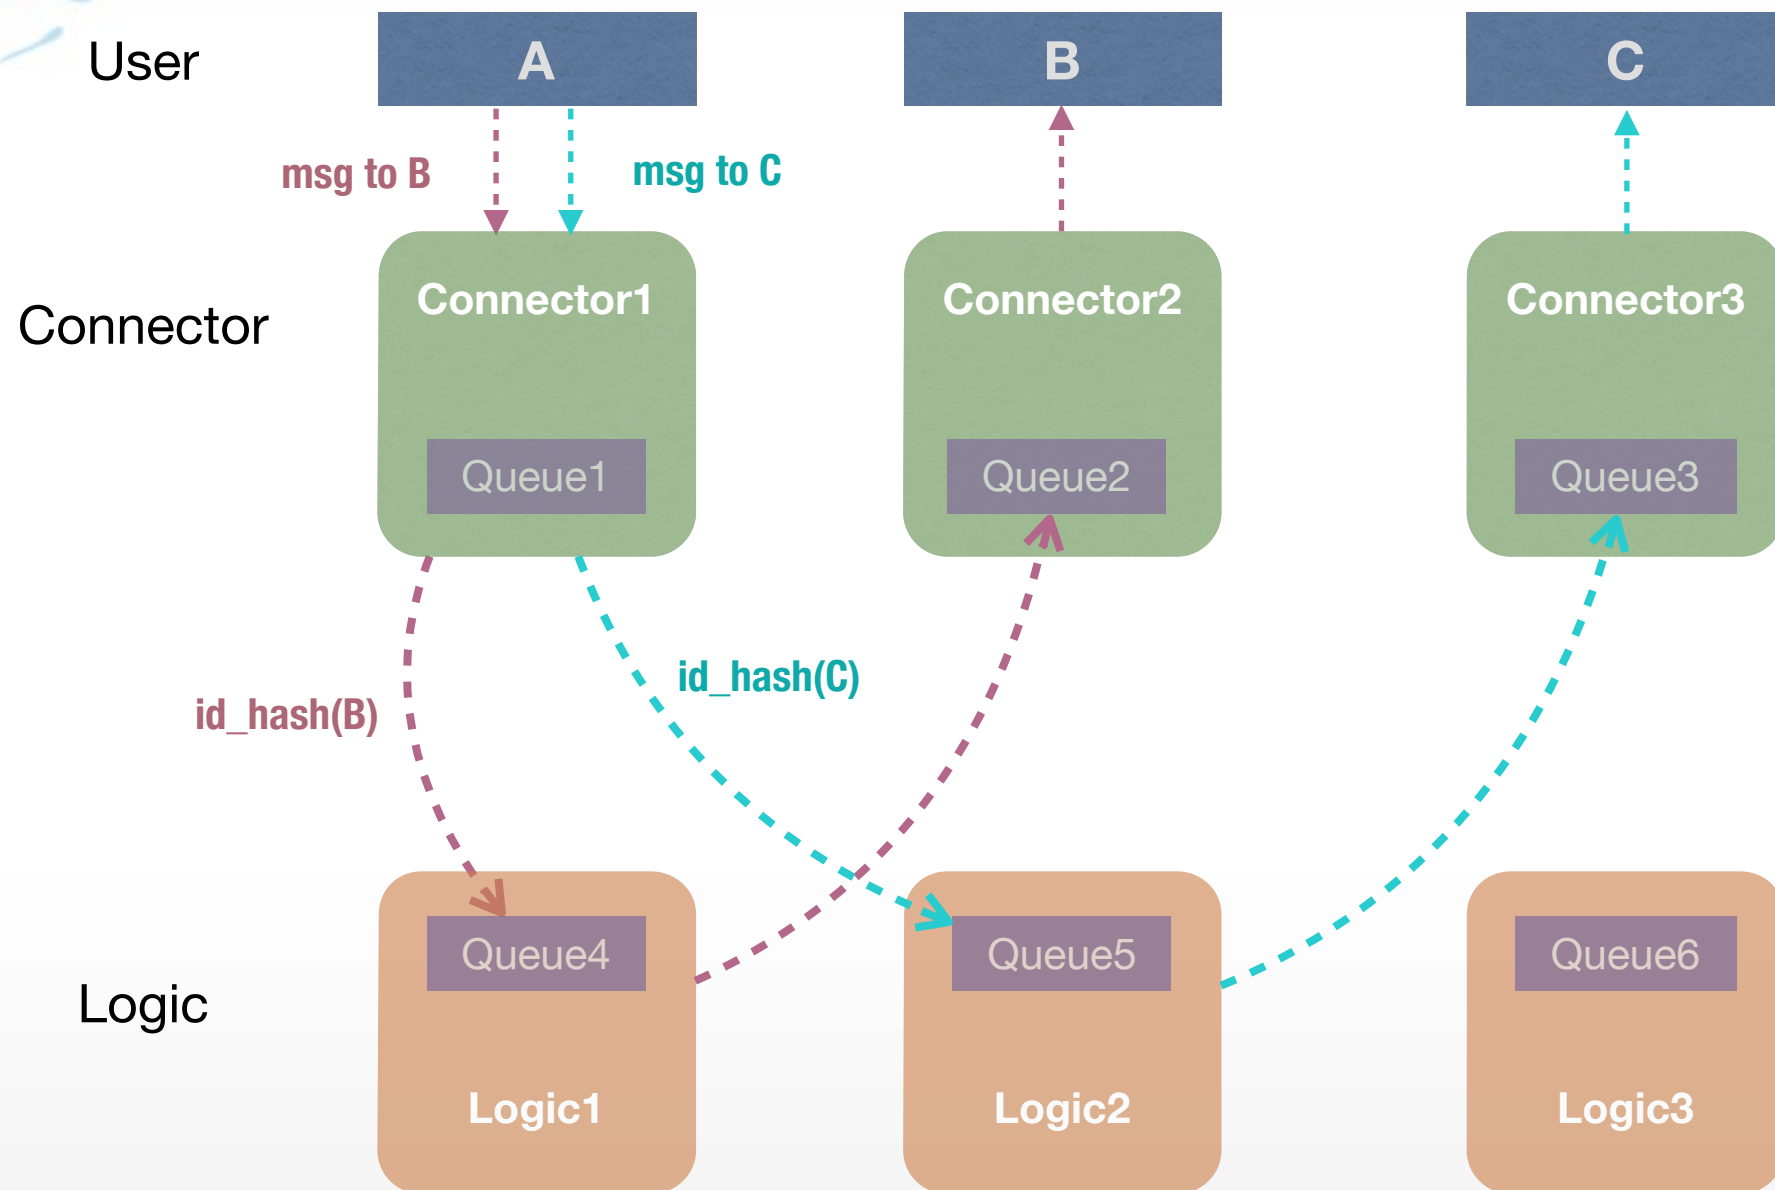 User
A
B
C
msg to B
msg to C
Connector
Connector1
Connector2
Connector3
Queue1
Queue2
Queue3
id_hash(B)
id_hash(C)
Logic
Queue4
Queue5
Queue6
Logic1
Logic2
Logic3